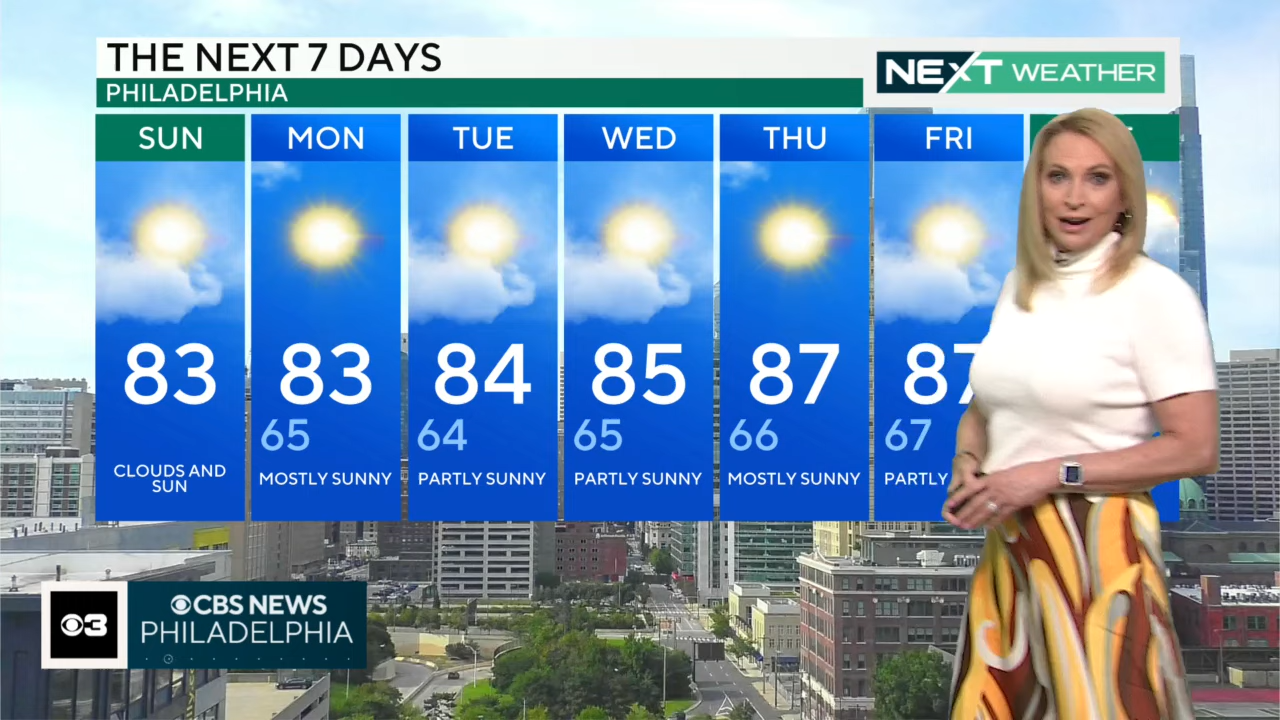 THE NEXT 7 DAYS
NEXT WEATHER
PHILADELPHIA
SUN MON TUE WED THU FRI
83 83 84 85 87 87
65 64 65 66 67
CLOUDS AND
SUN
MOSTLY SUNNY PARTLY SUNNY PARTLY SUNNY MOSTLY SUNNY PARTLY
3
CBS NEWS
PHILADELPHIA